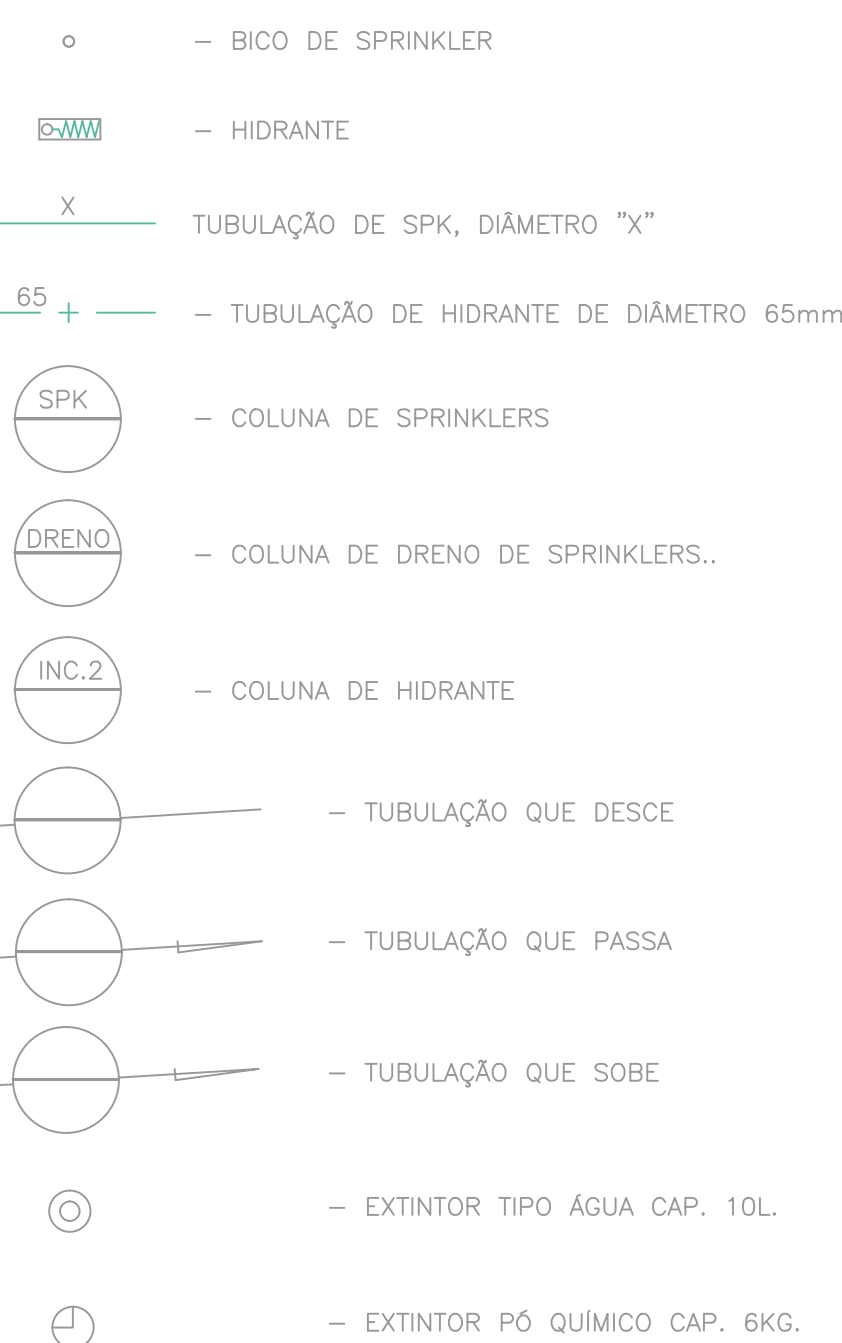 – BICO DE SPRINKLER
– HIDRANTE
X
TUBULAÇÃO DE SPK, DIÂMETRO ”X”
65
– TUBULAÇÃO DE HIDRANTE DE DIÂMETRO 65mm
SPK
– COLUNA DE SPRINKLERS
DRENO
– COLUNA DE DRENO DE SPRINKLERS..
INC.2
– COLUNA DE HIDRANTE
– TUBULAÇÃO QUE DESCE
– TUBULAÇÃO QUE PASSA
– TUBULAÇÃO QUE SOBE
– EXTINTOR TIPO ÁGUA CAP. 10L.
– EXTINTOR PÓ QUÍMICO CAP. 6KG.